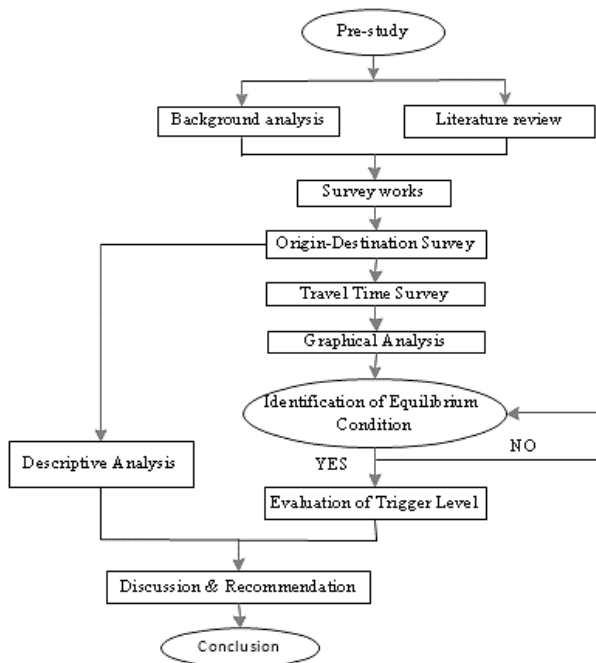 Pre-study
Background analysis
Literature review
Survey works
Origin-Destination Survey
Travel Time Survey
Graphical Analysis
Identification of Equilibrium
Condition
NO
YES
Descriptive Analysis
Evaluation of Trigger Level
Discussion & Recommendation
Conclusion